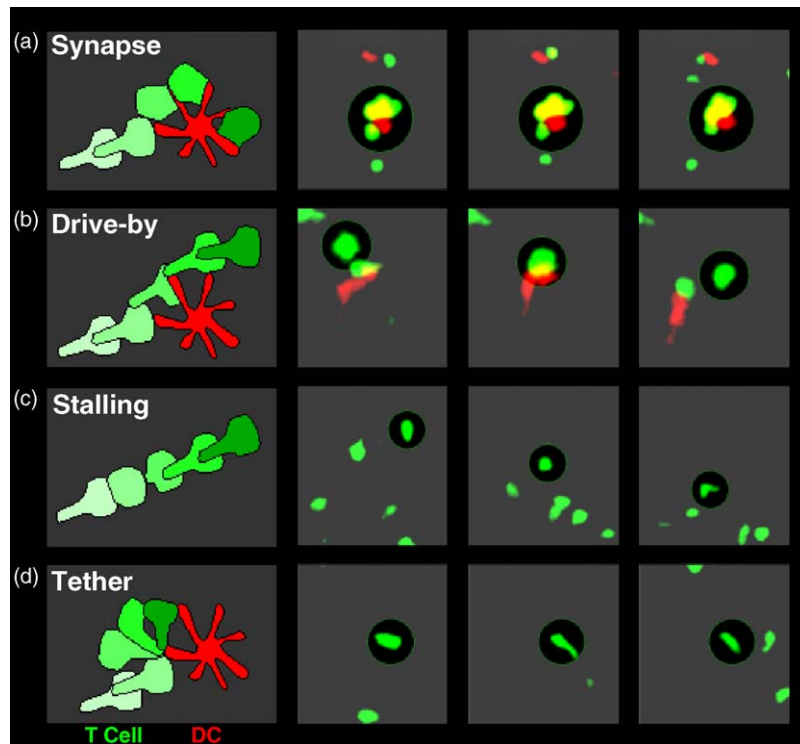 (a) Synapse
(b) Drive-by
(c) Stalling
(d) Tether
T Cell DC